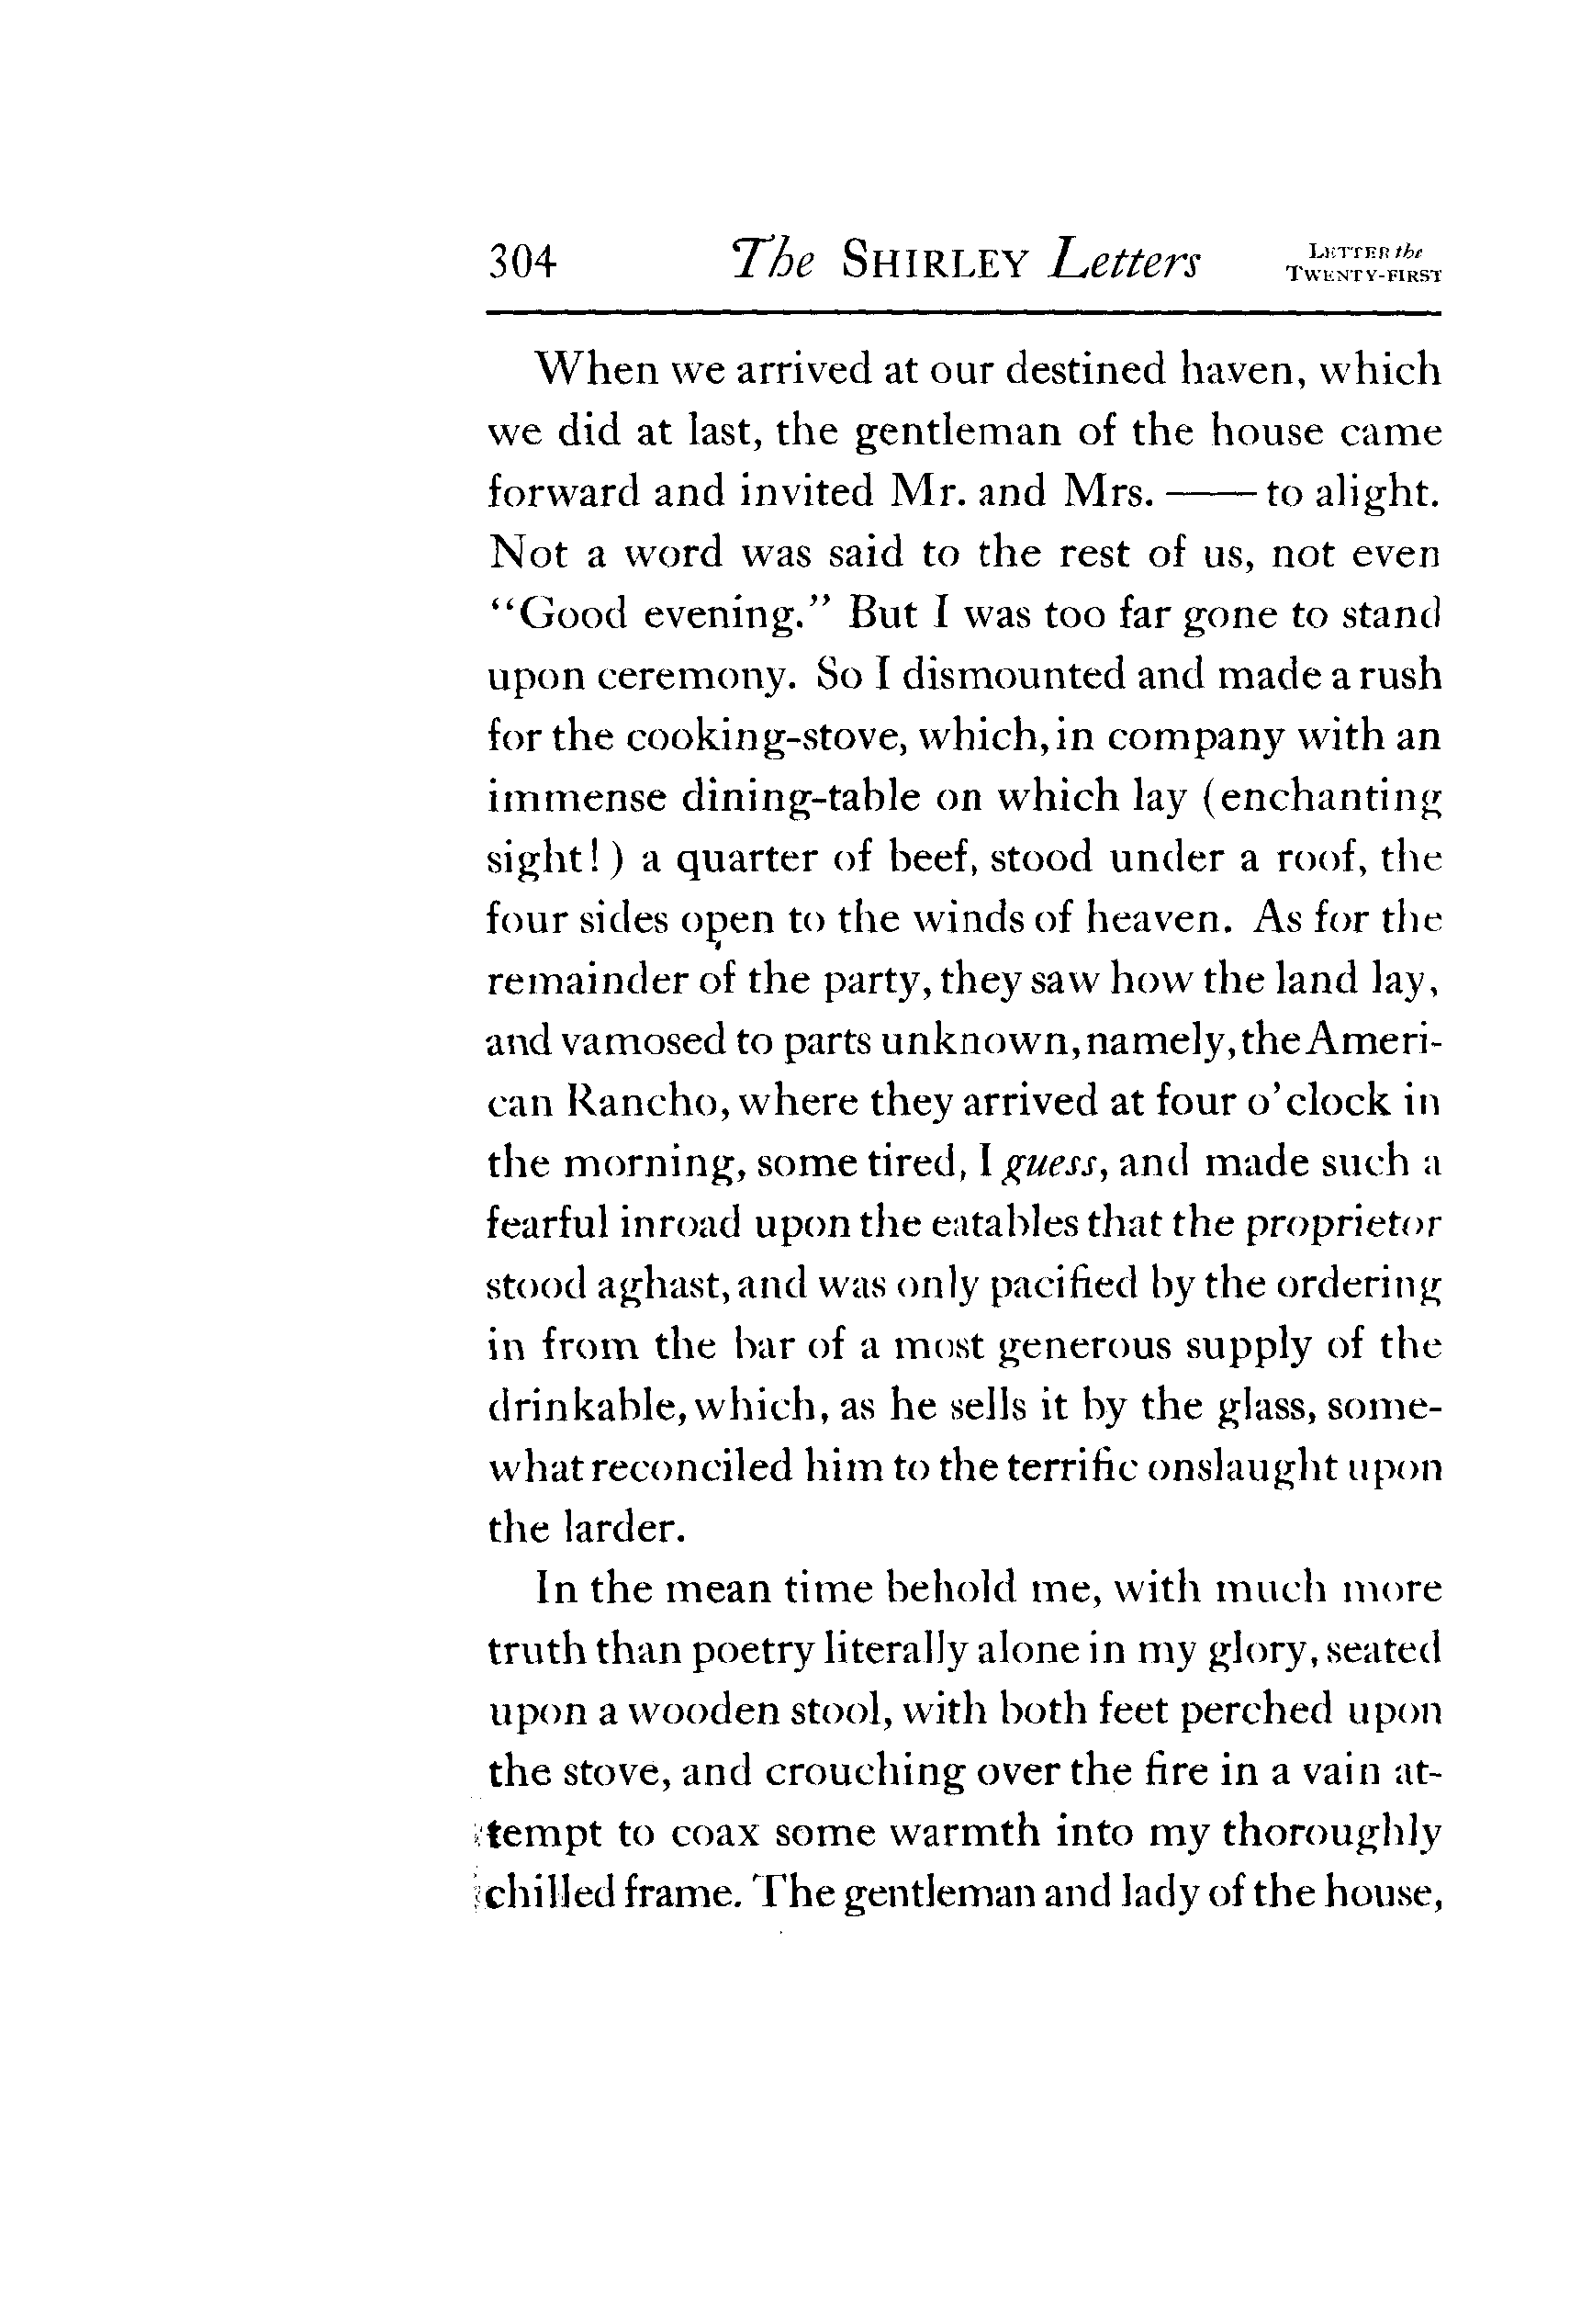 304 The SHIRLEY Letters LETTER the
TWENTY-FIRST
When we arrived at our destined haven, which
we did at last, the gentleman of the house came
forward and invited Mr. and Mrs. —— to alight.
Not a word was said to the rest of us, not even
“Good evening.” But I was too far gone to stand
upon ceremony. So I dismounted and made a rush
for the cooking-stove, which, in company with an
immense dining-table on which lay (enchanting
sight!) a quarter of beef, stood under a roof, the
four sides open to the winds of heaven. As for the
remainder of the party, they saw how the land lay,
and vamosed to parts unknown, namely, the Ameri-
can Rancho, where they arrived at four o’clock in
the morning, some tired, I guess, and made such a
fearful inroad upon the eatables that the proprietor
stood aghast, and was only pacified by the ordering
in from the bar of a most generous supply of the
drinkable, which, as he sells it by the glass, some-
what reconciled him to the terrific onslaught upon
the larder.
In the mean time behold me, with much more
truth than poetry literally alone in my glory, seated
upon a wooden stool, with both feet perched upon
the stove, and crouching over the fire in a vain at-
tempt to coax some warmth into my thoroughly
chilled frame. The gentleman and lady of the house,